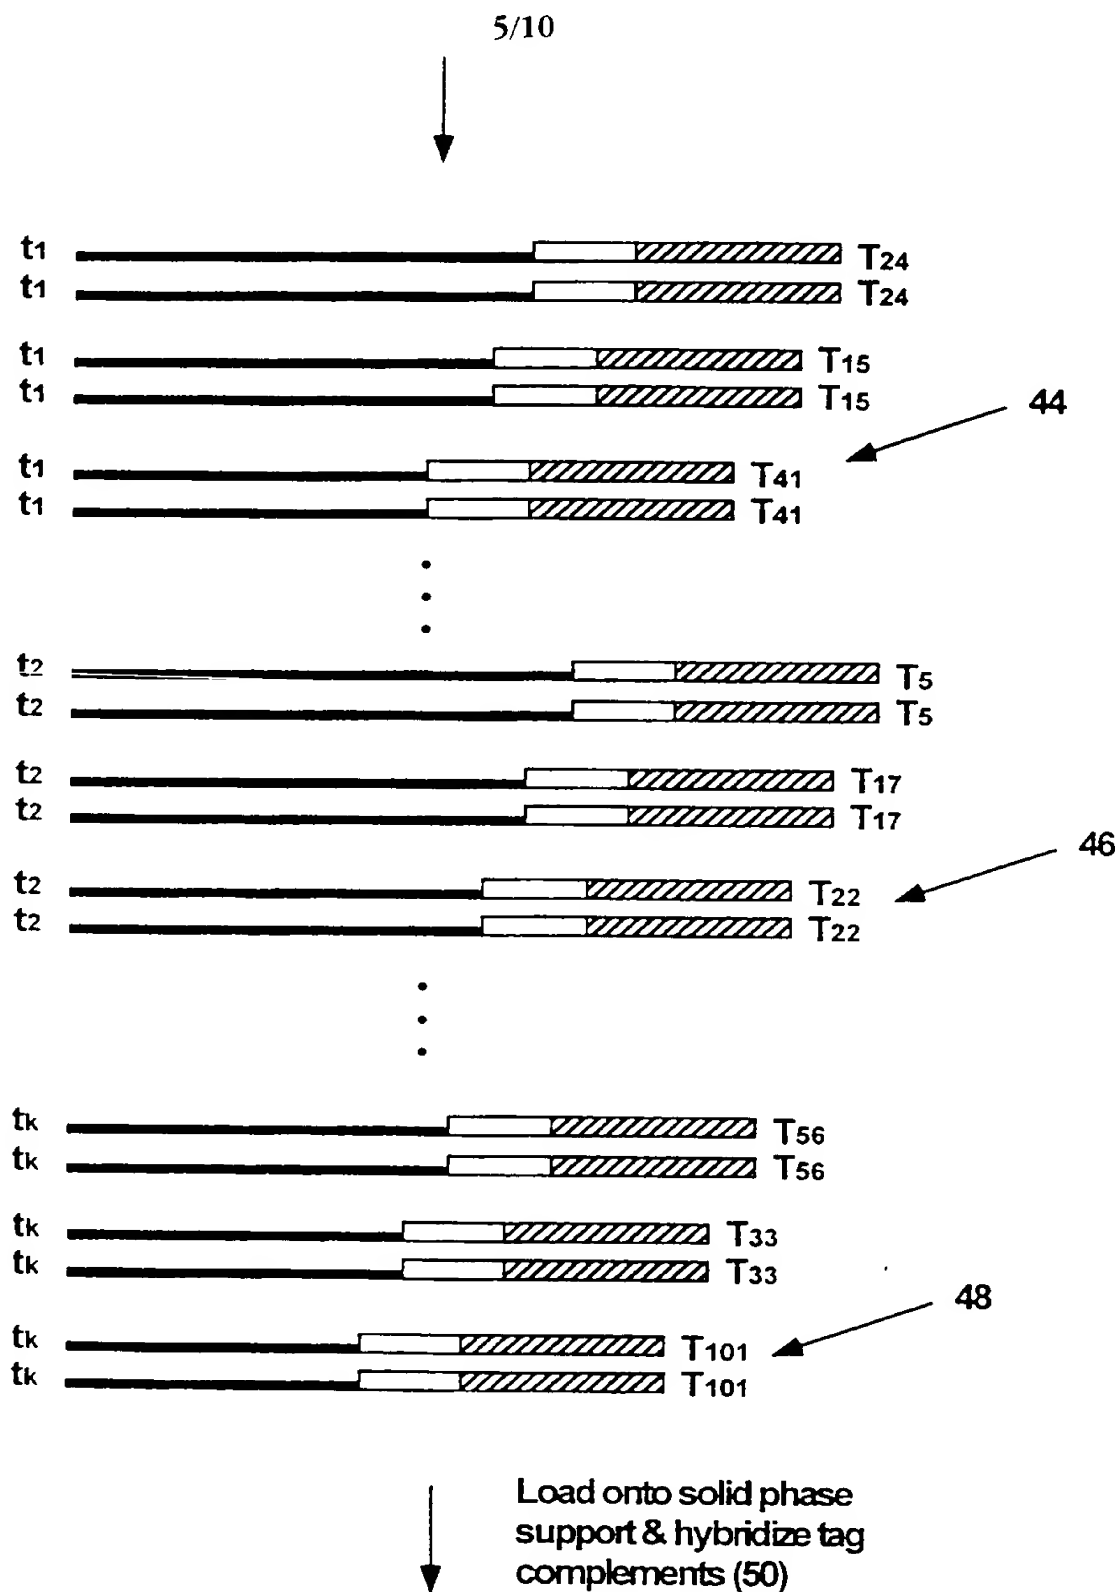 5/10
t1 T24
t1 T24
t1 T15
t1 T15
44
t1 T41
t1 T41
t2 T5
t2 T5
t2 T17
t2 T17
46
t2 T22
t2 T22
tk T56
tk T56
tk T33
tk T33
48
tk T101
tk T101
Load onto solid phase
support & hybridize tag
complements (50)